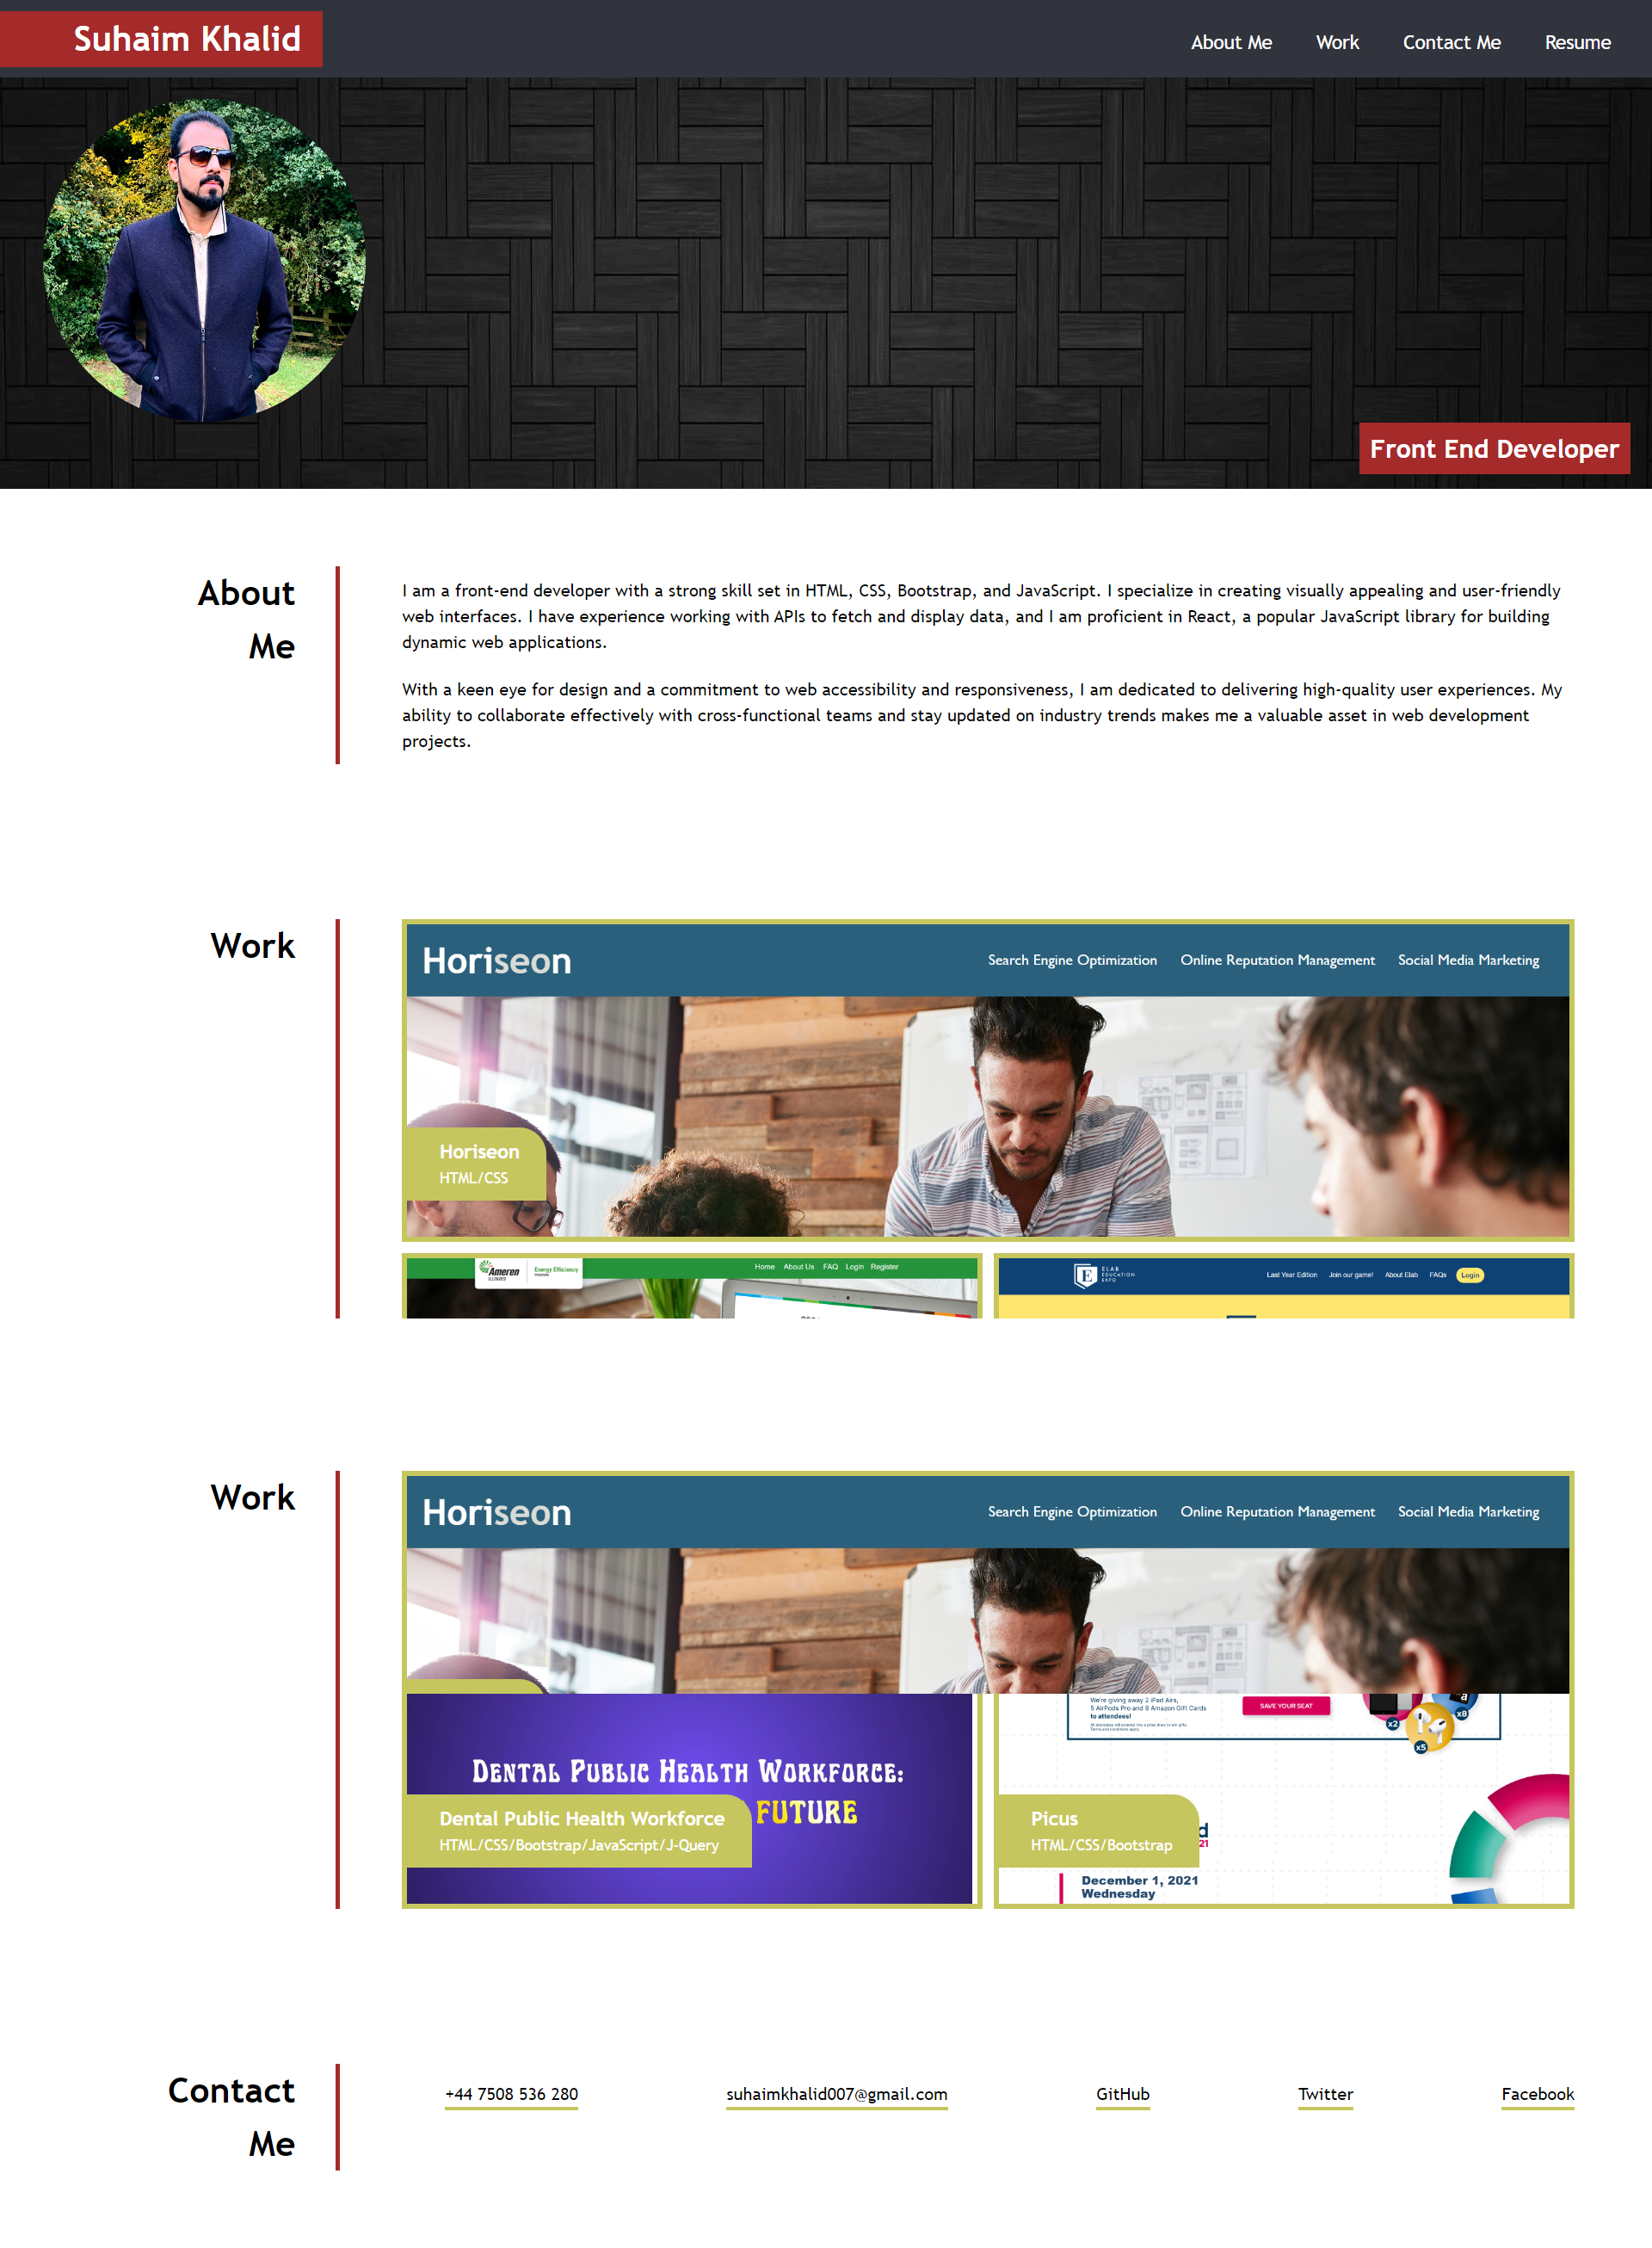 Suhaim Khalid
About Me Work Contact Me Resume
Front End Developer
About
Me
I am a front-end developer with a strong skill set in HTML, CSS, Bootstrap, and JavaScript. I specialize in creating visually appealing and user-friendly
web interfaces. I have experience working with APIs to fetch and display data, and I am proficient in React, a popular JavaScript library for building
dynamic web applications.
With a keen eye for design and a commitment to web accessibility and responsiveness, I am dedicated to delivering high-quality user experiences. My
ability to collaborate effectively with cross-functional teams and stay updated on industry trends makes me a valuable asset in web development
projects.
Work
Horiseon
Search Engine Optimization Online Reputation Management Social Media Marketing
Horiseon
HTML/CSS
Ameren
ILLINOIS
Energy Efficiency
Home About Us FAQ Login Register
ELAB
EDUCATION
EXPO
Last Year Edition Join our game! About Elab FAQs Login
Work
Horiseon
Search Engine Optimization Online Reputation Management Social Media Marketing
We're giving away 2 iPad Airs,
5 AirPods Pro and 8 Amazon Gift Cards
to attendees!
SAVE YOUR SEAT
x2
x5
x8
Dental Public Health Workforce:
FUTURE
Dental Public Health Workforce
HTML/CSS/Bootstrap/JavaScript/J-Query
Picus
HTML/CSS/Bootstrap
d
21
December 1, 2021
Wednesday
Contact
Me
+44 7508 536 280
suhaimkhalid007@gmail.com
GitHub
Twitter
Facebook